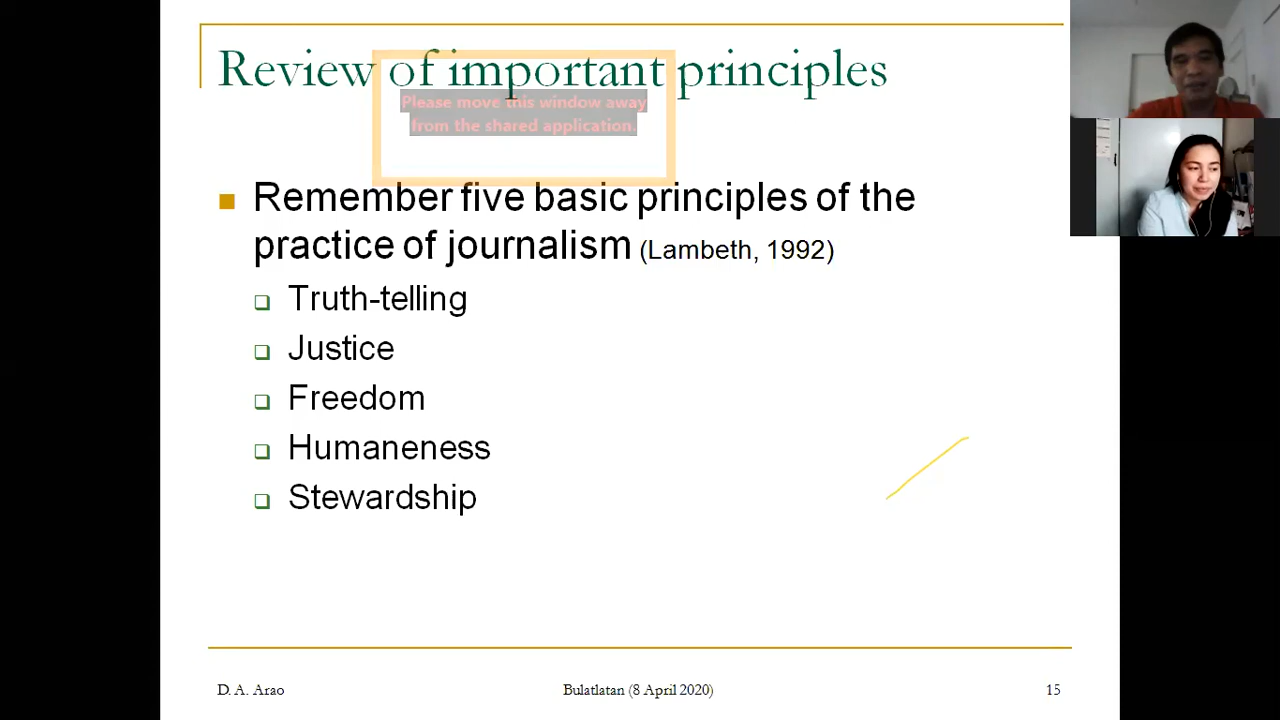 Review of important principles
Please move this window away
from the shared application.
Remember five basic principles of the
practice of journalism (Lambeth, 1992)
Truth-telling
Justice
Freedom
Humaneness
Stewardship
D. A. Arao
Bulatlatan (8 April 2020)
15